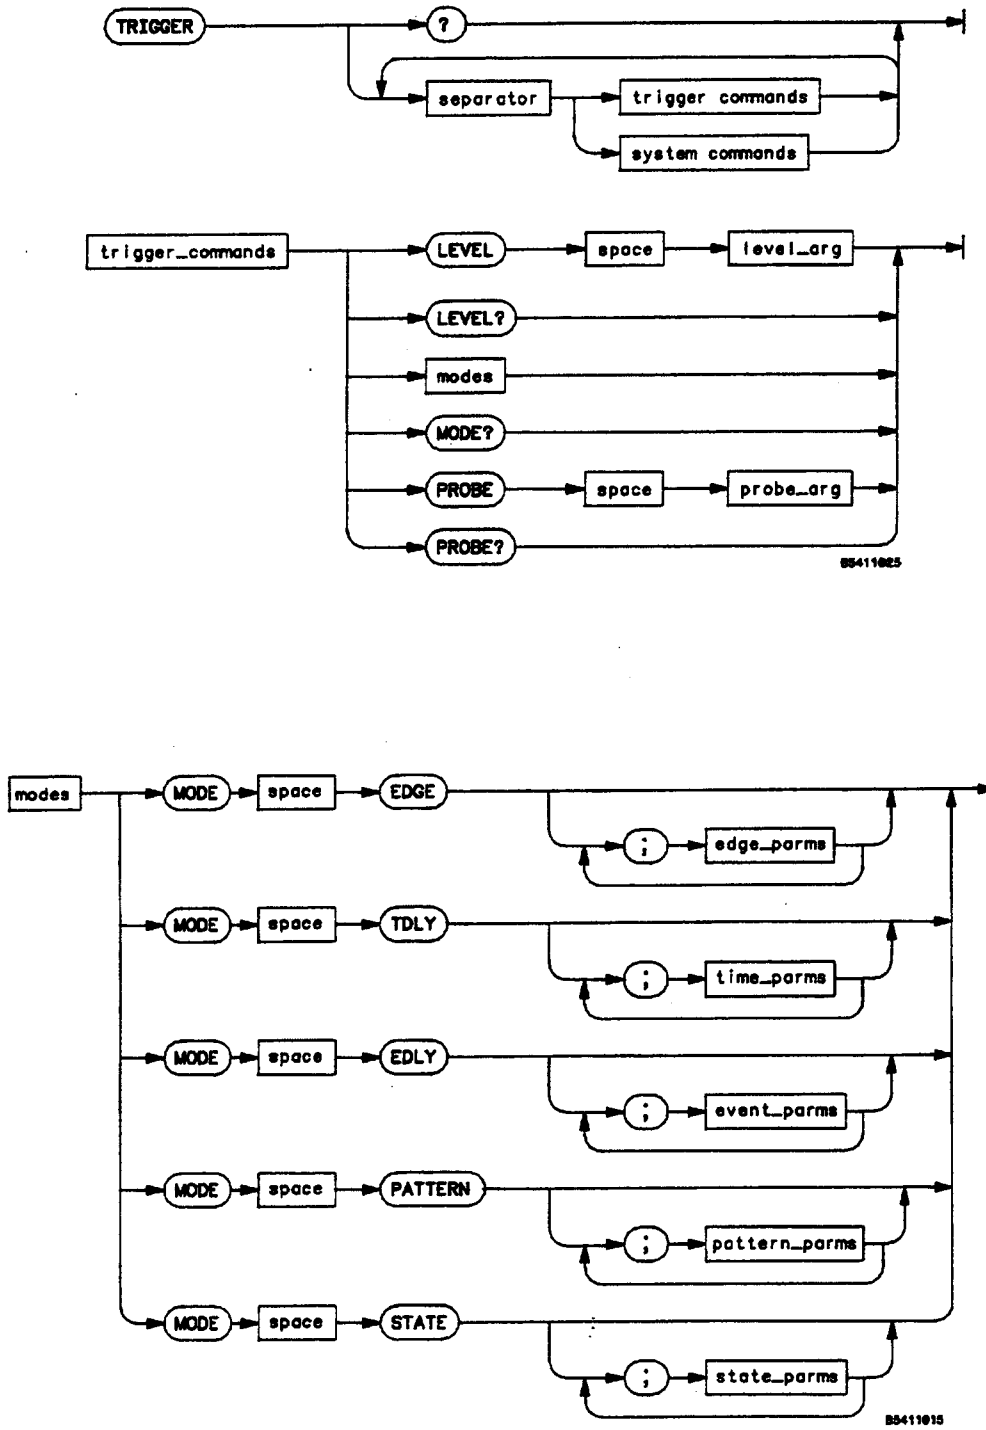 TRIGGER ?
separator trigger commands
system commands
trigger_commands LEVEL space level_arg
LEVEL?
modes
MODE?
PROBE space probe_arg
PROBE?
85411025
modes MODE space EDGE
; edge_parms
MODE space TDLY
; time_parms
MODE space EDLY
; event_parms
MODE space PATTERN
; pattern_parms
MODE space STATE
; state_parms
85411015